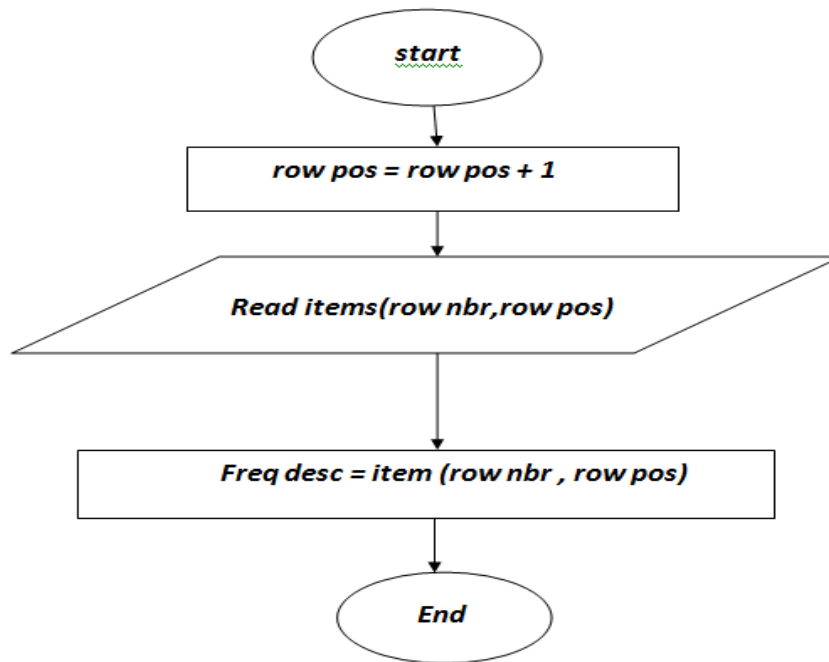 start
row pos = row pos + 1
Read items(row nbr,row pos)
Freq desc = item (row nbr , row pos)
End